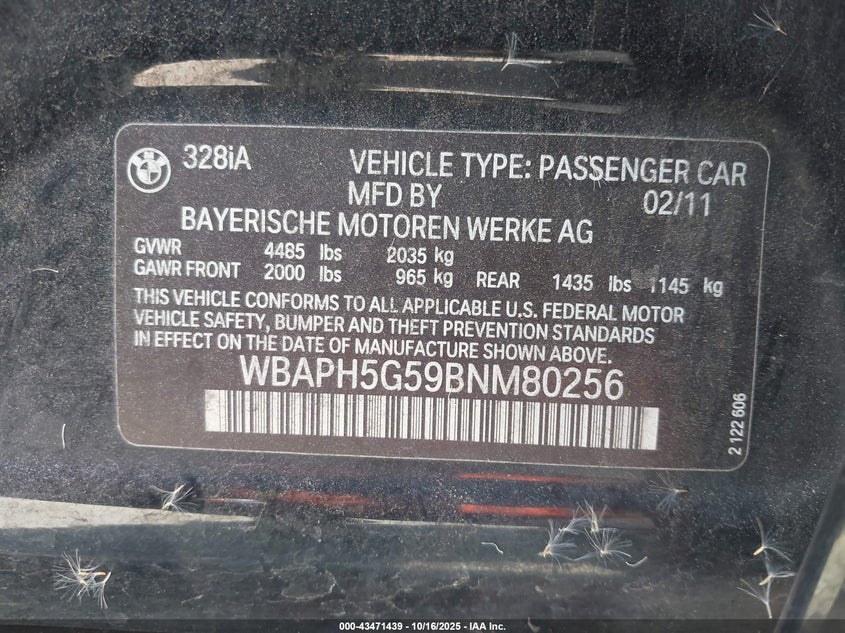 328iA VEHICLE TYPE: PASSENGER CAR
MFD BY 02/11
BAYERISCHE MOTOREN WERKE AG
GVWR 4485 lbs 2035 kg
GAWR FRONT 2000 lbs 965 kg REAR 1435 lbs 1145 kg
THIS VEHICLE CONFORMS TO ALL APPLICABLE U.S. FEDERAL MOTOR
VEHICLE SAFETY, BUMPER AND THEFT PREVENTION STANDARDS
IN EFFECT ON THE DATE OF MANUFACTURE SHOWN ABOVE.
WBAPH5G59BNM80256
2 122 606
000-43471439 - 10/16/2025 - IAA Inc.